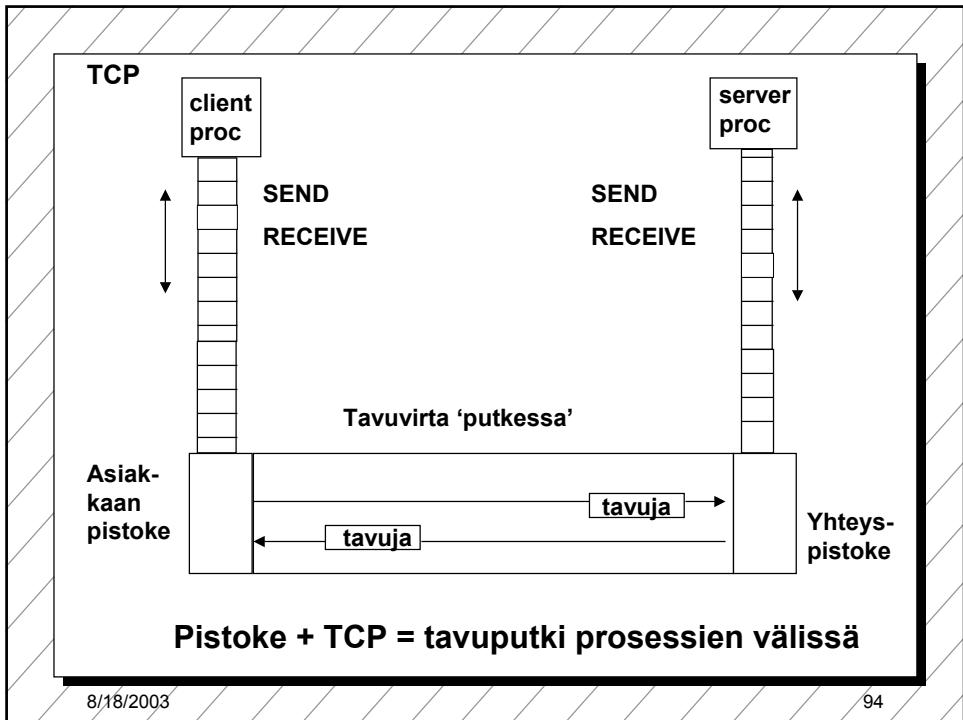 TCP
client
proc
server
proc
SEND
RECEIVE
SEND
RECEIVE
Tavuvirta ‘putkessa’
Asiak-
kaan
pistoke
tavuja
tavuja
Yhteys-
pistoke
Pistoke + TCP = tavuputki prosessien välissä
8/18/2003
94